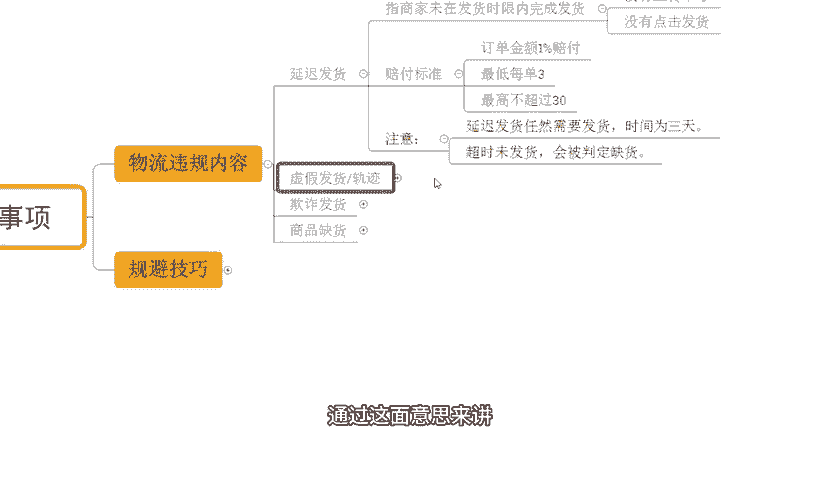 指商家未在发货时限内完成发货
没有点击发货
订单金额1%赔付
延迟发货
赔付标准
最低每单3
最高不超过30
注意：
延迟发货任然需要发货，时间为三天。
超时未发货，会被判定缺货。
物流违规内容
虚假发货/轨迹
欺诈发货
事项
商品缺货
规避技巧
通过这面意思来讲